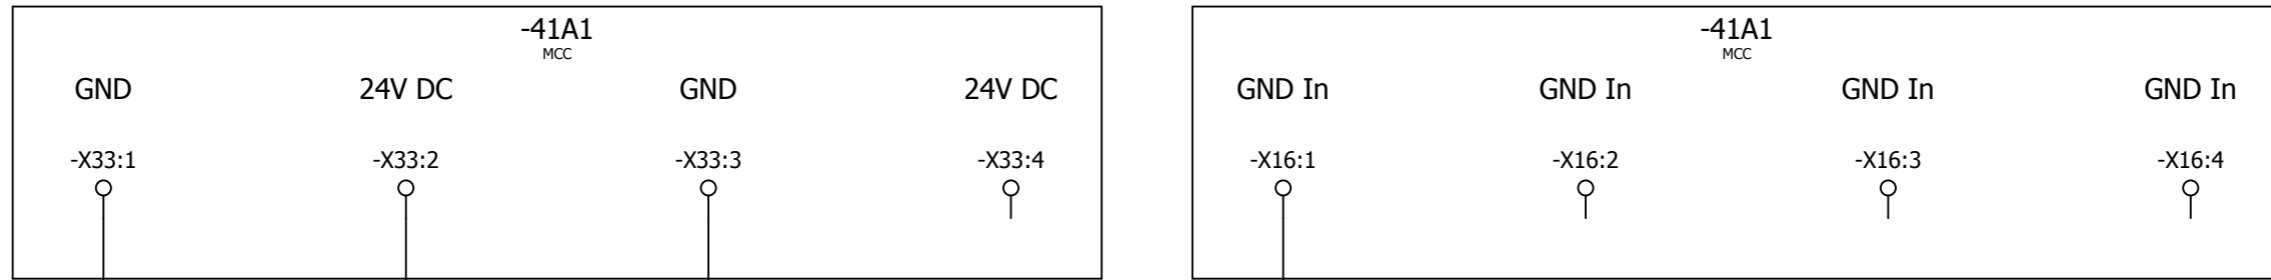 -41A1
MCC
GND 24V DC GND 24V DC
-X33:1 -X33:2 -X33:3 -X33:4
-41A1
MCC
GND In GND In GND In GND In
-X16:1 -X16:2 -X16:3 -X16:4